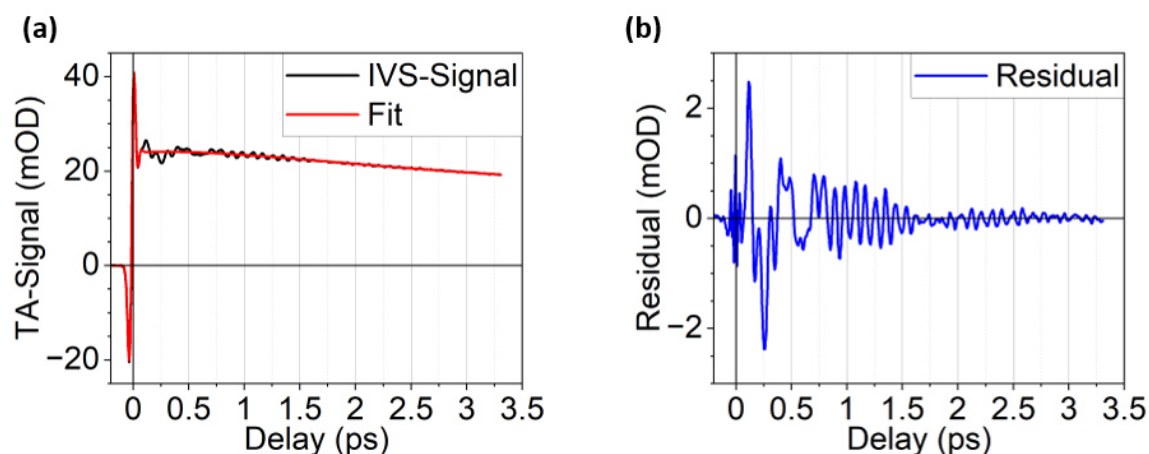 (a)
IVS-Signal
Fit
TA-Signal (mOD)
40
20
0
−20
0 0.5 1 1.5 2 2.5 3 3.5
Delay (ps)
(b)
Residual
Residual (mOD)
2
0
−2
0 0.5 1 1.5 2 2.5 3 3.5
Delay (ps)